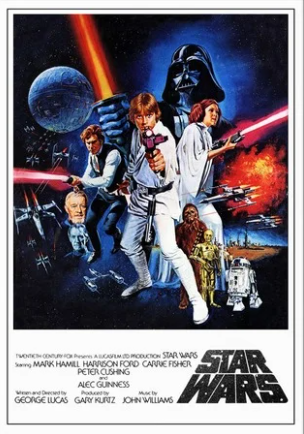 TWENTIETH CENTURY-FOX Presents A LUCASFILM LTD PRODUCTION STAR WARS
Starring MARK HAMILL HARRISON FORD CARRIE FISHER
PETER CUSHING
and
ALEC GUINNESS
Written and Directed by GEORGE LUCAS
Produced by GARY KURTZ
Music by JOHN WILLIAMS
STAR
WARS